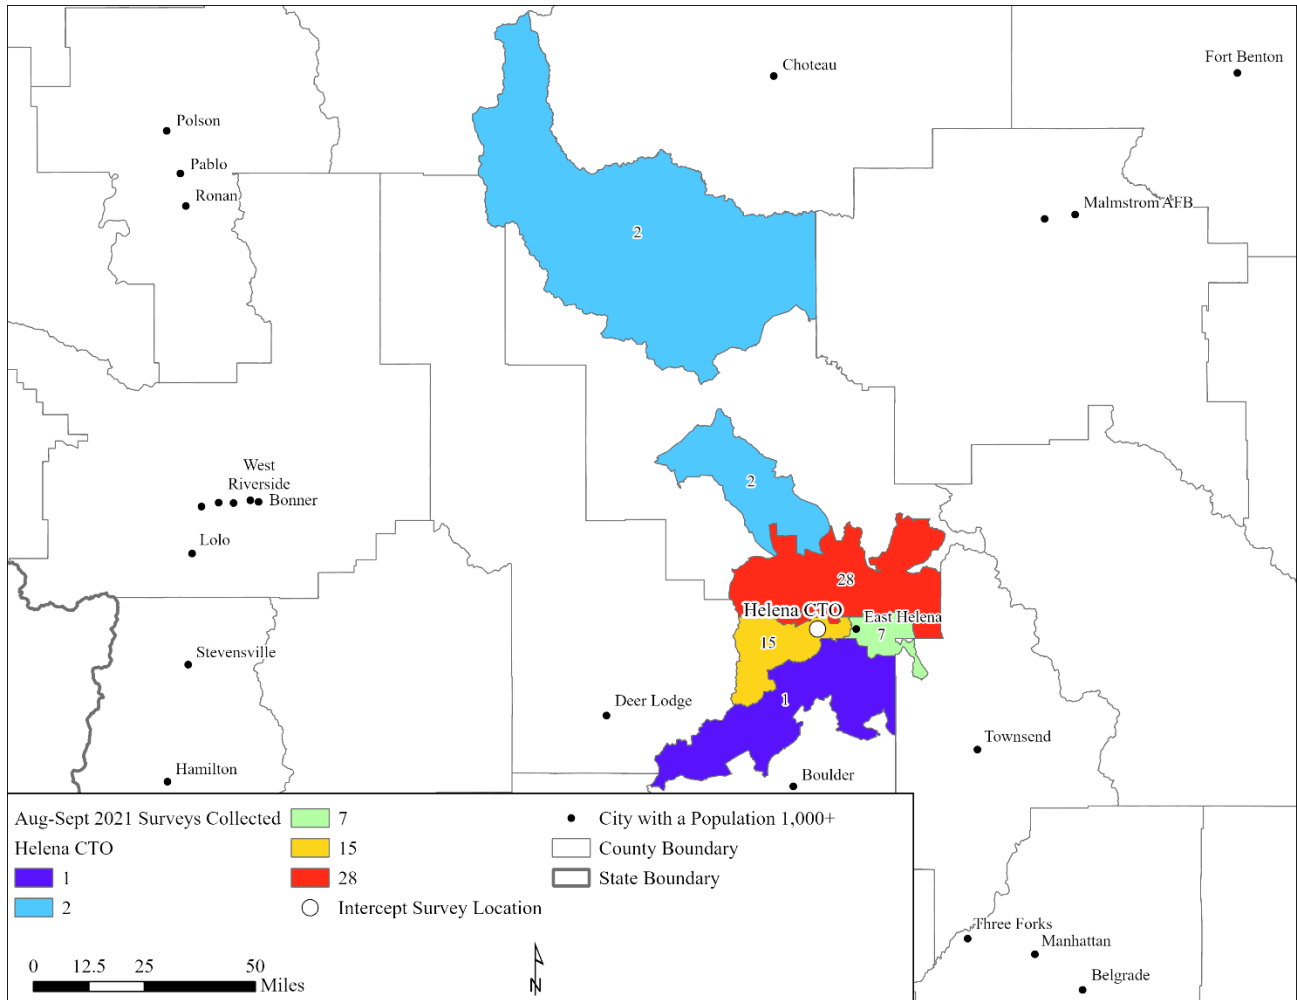 Choteau
Fort Benton
Polson
Pablo
Ronan
Malmstrom AFB
2
West
Riverside
Bonner
Lolo
2
28
Helena CTO
East Helena
7
15
Stevensville
1
Deer Lodge
Townsend
Hamilton
Boulder
Aug-Sept 2021 Surveys Collected
Helena CTO
1
2
7
15
28
Intercept Survey Location
City with a Population 1,000+
County Boundary
State Boundary
0 12.5 25 50
Miles
N
Three Forks
Manhattan
Belgrade